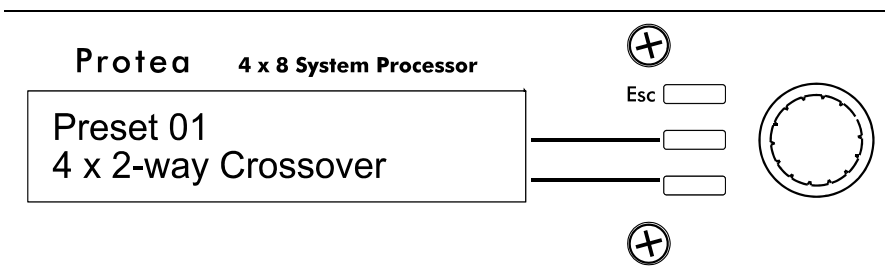 Protea 4 x 8 System Processor
Esc
Preset 01
4 x 2-way Crossover